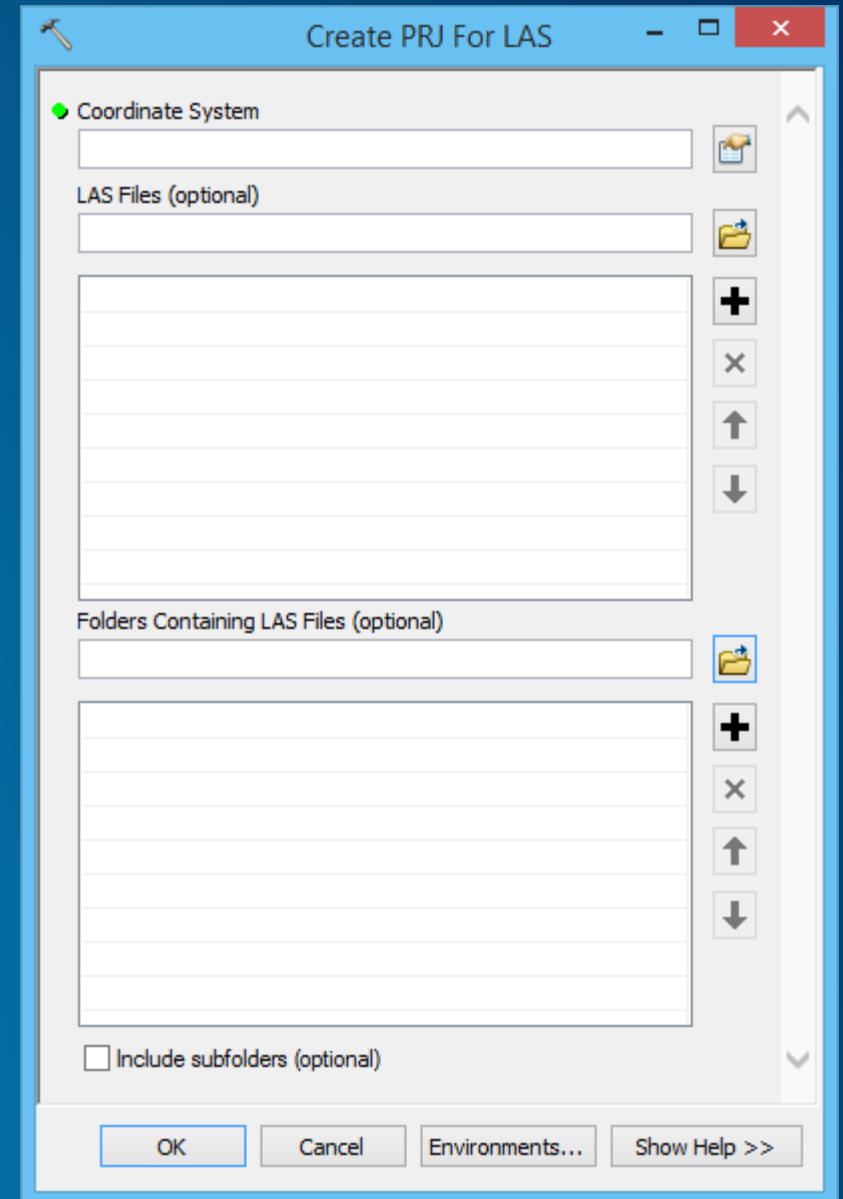 Create PRJ For LAS
Coordinate System
LAS Files (optional)
Folders Containing LAS Files (optional)
Include subfolders (optional)
OK
Cancel
Environments...
Show Help >>